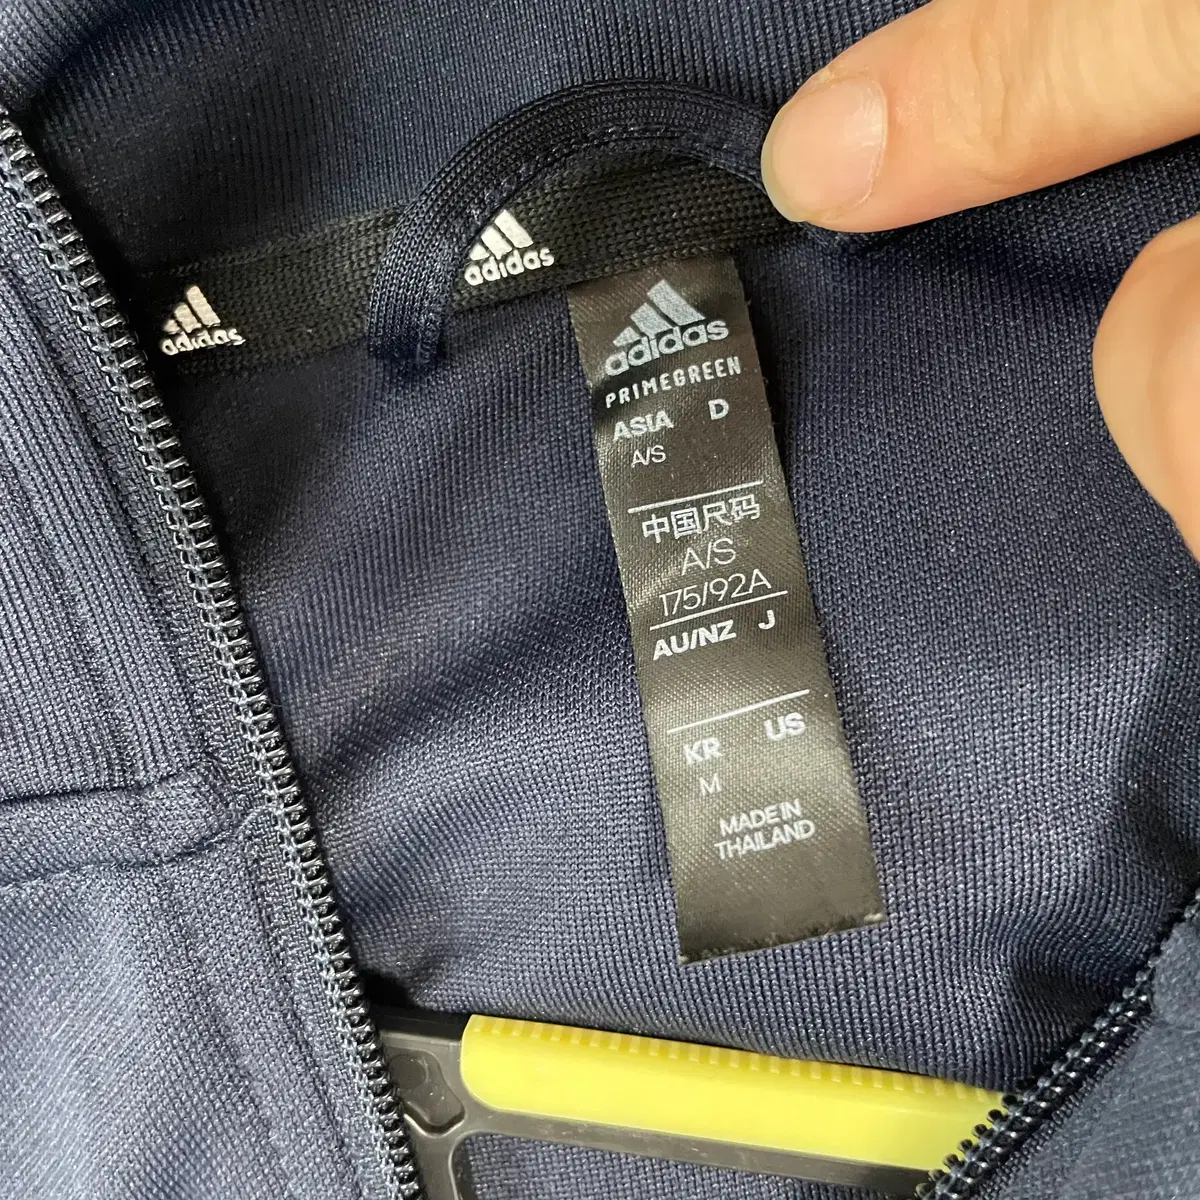 adidas
adidas
adidas
PRIMEGREEN
ASIA D
A/S
中国尺码
A/S
175/92A
AU/NZ J
KR US
M
MADE IN
THAILAND